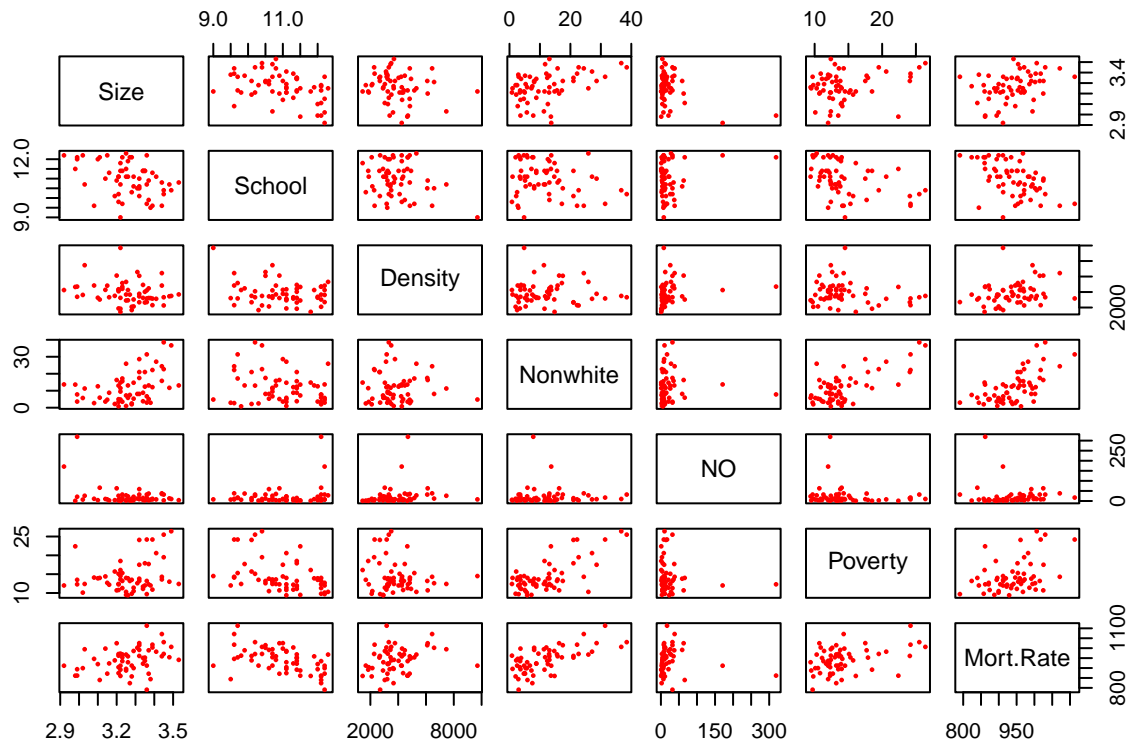 9.0 11.0 0 20 40 10 20
Size 2.9 3.4
9.0 12.0 School
Density 2000
0 30 Nonwhite
NO 0 250
10 25 Poverty
Mort.Rate 800 950 1100
2.9 3.2 3.5 2000 8000 0 150 300 800 950